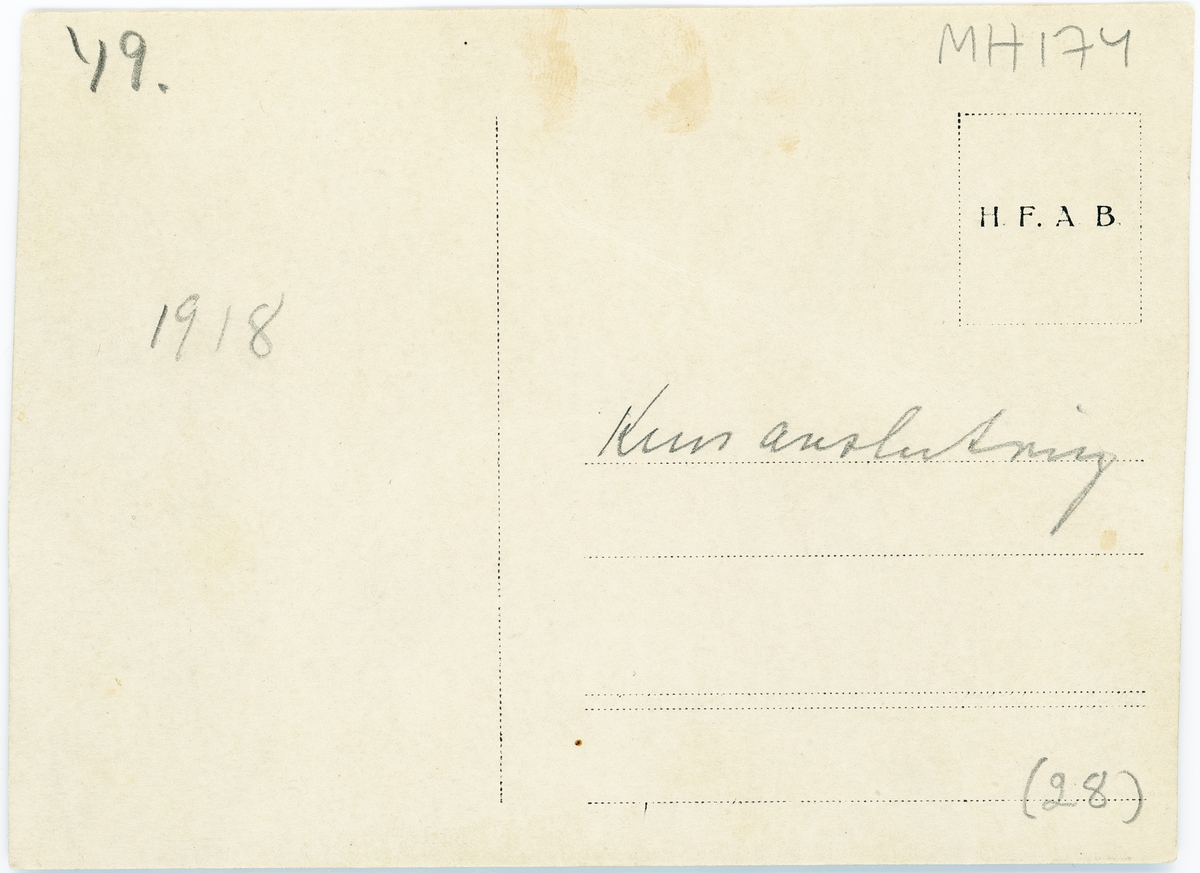 49.
MH174
H. F. A. B.
1918
Kurs avslutning
(28)